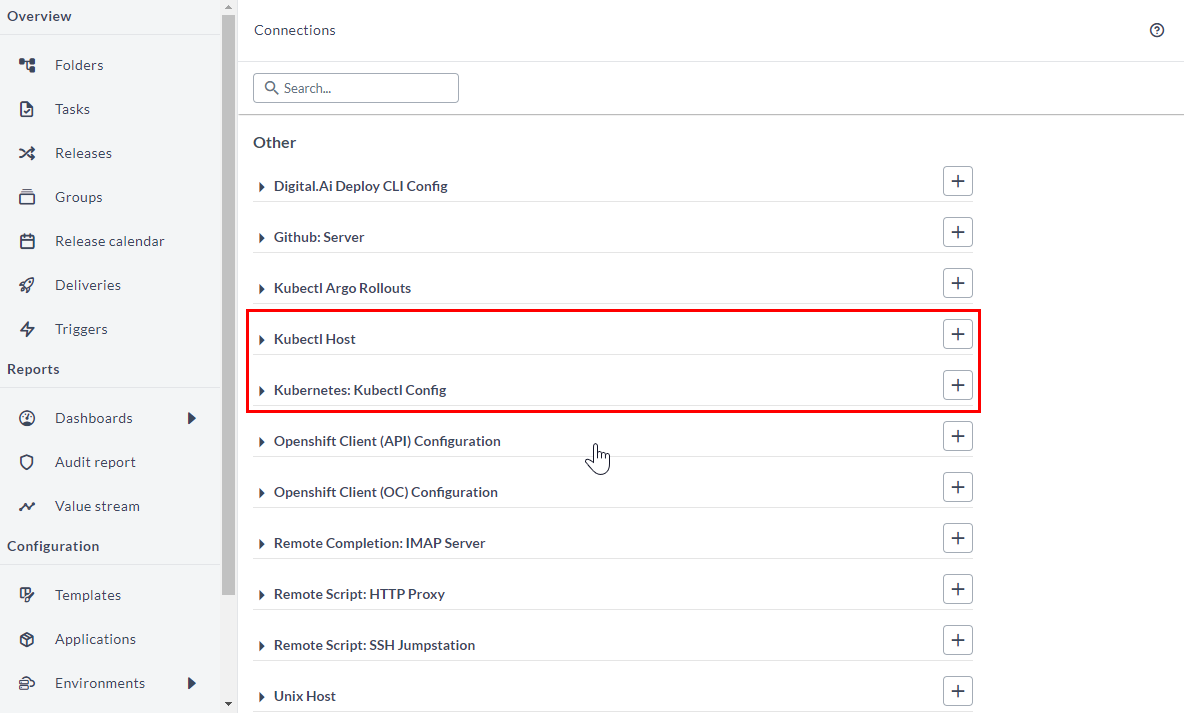 Overview
Folders
Tasks
Releases
Groups
Release calendar
Deliveries
Triggers
Reports
Dashboards
Audit report
Value stream
Configuration
Templates
Applications
Environments
Connections
Search...
Other
Digital.Ai Deploy CLI Config
Github: Server
Kubectl Argo Rollouts
Kubectl Host
Kubernetes: Kubectl Config
Openshift Client (API) Configuration
Openshift Client (OC) Configuration
Remote Completion: IMAP Server
Remote Script: HTTP Proxy
Remote Script: SSH Jumpstation
Unix Host